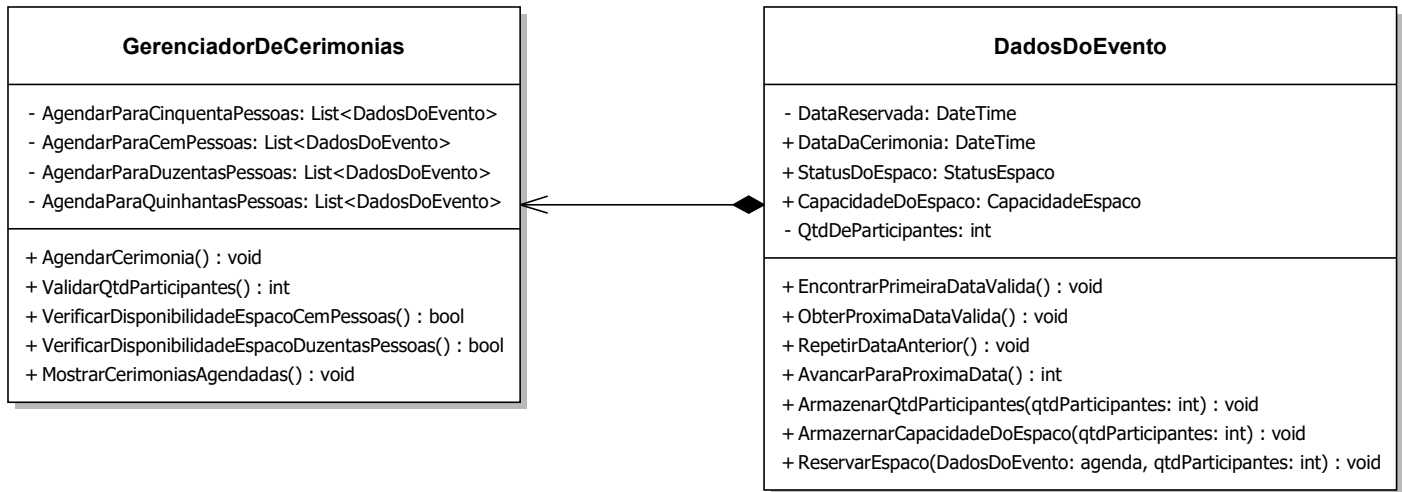 GerenciadorDeCerimonias
- AgendarParaCinquentaPessoas: List<DadosDoEvento>
- AgendarParaCemPessoas: List<DadosDoEvento>
- AgendarParaDuzentasPessoas: List<DadosDoEvento>
- AgendaParaQuinhantasPessoas: List<DadosDoEvento>
+ AgendarCerimonia() : void
+ ValidarQtdParticipantes() : int
+ VerificarDisponibilidadeEspacoCemPessoas() : bool
+ VerificarDisponibilidadeEspacoDuzentasPessoas() : bool
+ MostrarCerimoniasAgendadas() : void
DadosDoEvento
- DataReservada: DateTime
+ DataDaCerimonia: DateTime
+ StatusDoEspaco: StatusEspaco
+ CapacidadeDoEspaco: CapacidadeEspaco
- QtdDeParticipantes: int
+ EncontrarPrimeiraDataValida() : void
+ ObterProximaDataValida() : void
+ RepetirDataAnterior() : void
+ AvancarParaProximaData() : int
+ ArmazenarQtdParticipantes(qtdParticipantes: int) : void
+ ArmazernarCapacidadeDoEspaco(qtdParticipantes: int) : void
+ ReservarEspaco(DadosDoEvento: agenda, qtdParticipantes: int) : void